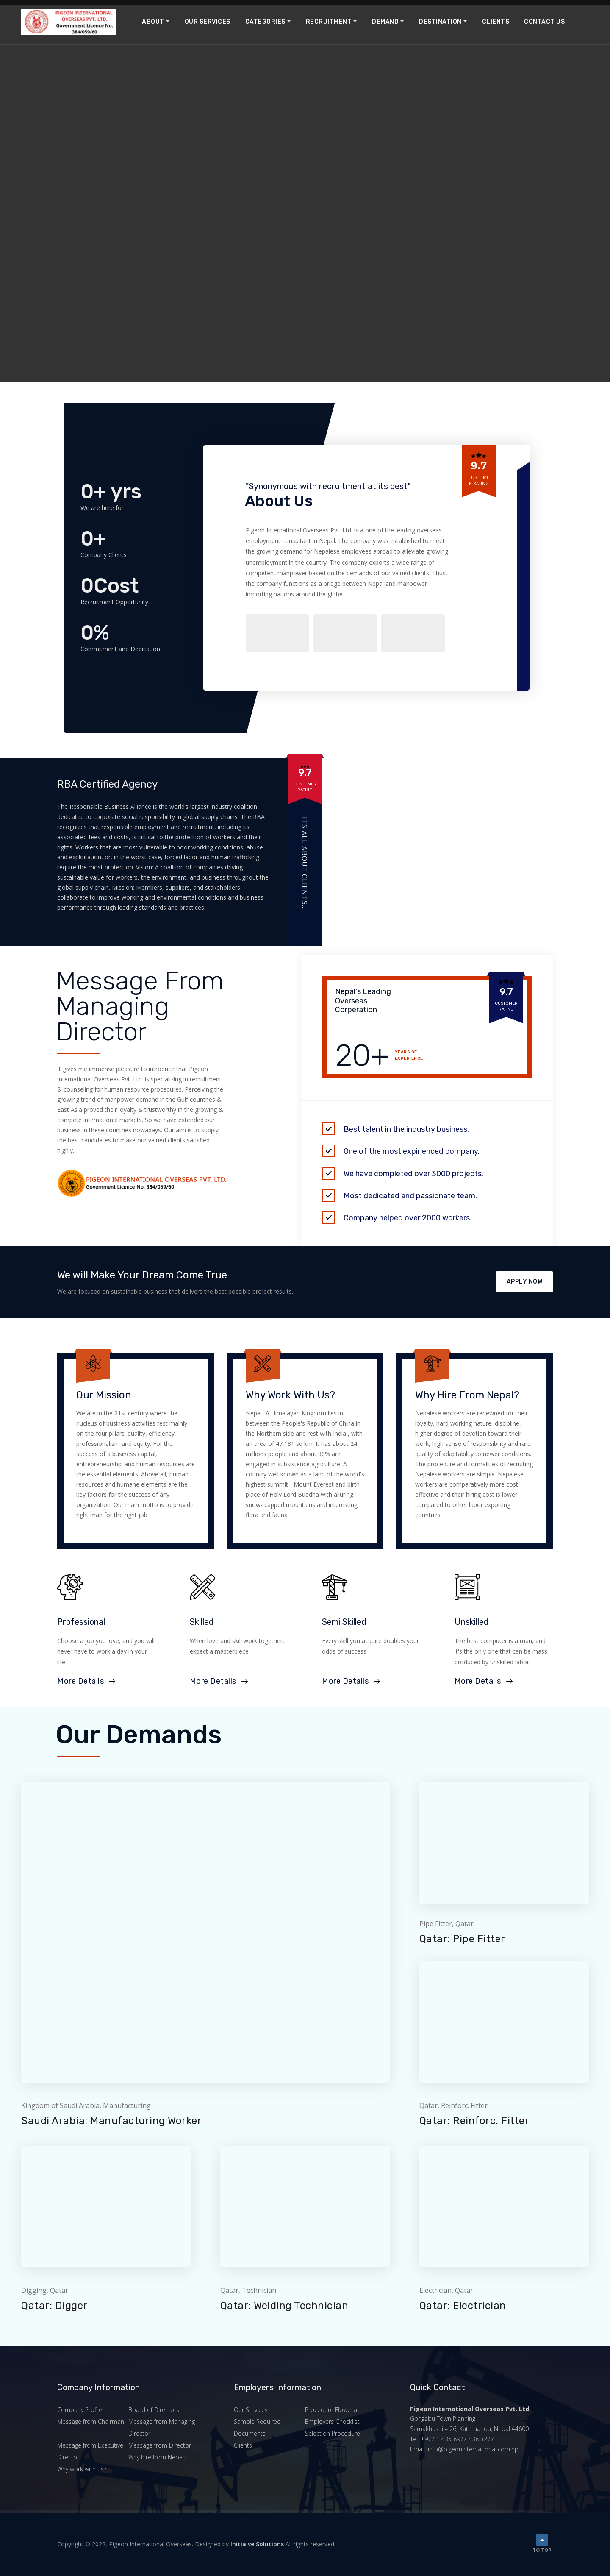 PIGEON INTERNATIONAL
OVERSEAS PVT. LTD.
Government Licence No.
384/059/60
ABOUT
OUR SERVICES
CATEGORIES
RECRUITMENT
DEMAND
DESTINATION
CLIENTS
CONTACT US
0+ yrs
We are here for
0+
Company Clients
0Cost
Recruitment Opportunity
0%
Commitment and Dedication
9.7
CUSTOME
R RATING
"Synonymous with recruitment at its best"
About Us
Pigeon International Overseas Pvt. Ltd. is a one of the leading overseas
employment consultant in Nepal. The company was established to meet
the growing demand for Nepalese employees abroad to alleviate growing
unemployment in the country. The company exports a wide range of
competent manpower based on the demands of our valued clients. Thus,
the company functions as a bridge between Nepal and manpower
importing nations around the globe.
RBA Certified Agency
The Responsible Business Alliance is the world's largest industry coalition
dedicated to corporate social responsibility in global supply chains. The RBA
recognizes that responsible employment and recruitment, including its
associated fees and costs, is critical to the protection of workers and their
rights. Workers that are most vulnerable to poor working conditions, abuse
and exploitation, or, in the worst case, forced labor and human trafficking
require the most protection. Vision: A coalition of companies driving
sustainable value for workers, the environment, and business throughout the
global supply chain. Mission: Members, suppliers, and stakeholders
collaborate to improve working and environmental conditions and business
performance through leading standards and practices.
9.7
CUSTOMER
RATING
ITS ALL ABOUT CLIENTS...
Message From
Managing
Director
It gives me immense pleasure to introduce that Pigeon
International Overseas Pvt. Ltd. is specializing in recruitment
& counseling for human resource procedures. Perceiving the
growing trend of manpower demand in the Gulf countries &
East Asia proved their loyalty & trustworthy in the growing &
compete international markets. So we have extended our
business in these countries nowadays. Our aim is to supply
the best candidates to make our valued clients satisfied
highly.
PIGEON INTERNATIONAL OVERSEAS PVT. LTD.
Government Licence No. 384/059/60
Nepal's Leading
Overseas
Corperation
9.7
CUSTOMER
RATING
20+
YEARS OF
EXPERIENCE
Best talent in the industry business.
One of the most expirienced company.
We have completed over 3000 projects.
Most dedicated and passionate team.
Company helped over 2000 workers.
We will Make Your Dream Come True
We are focused on sustainable business that delivers the best possible project results.
APPLY NOW
Our Mission
We are in the 21st century where the
nucleus of business activities rest mainly
on the four pillars: quality, efficiency,
professionalism and equity. For the
success of a business capital,
entrepreneurship and human resources are
the essential elements. Above all, human
resources and humane elements are the
key factors for the success of any
organization. Our main motto is to provide
right man for the right job
Why Work With Us?
Nepal -A Himalayan Kingdom lies in
between the People's Republic of China in
the Northern side and rest with India , with
an area of 47,181 sq km. It has about 24
millions people and about 80% are
engaged in subsistence agriculture. A
country well known as a land of the world's
highest summit - Mount Everest and birth
place of Holy Lord Buddha with alluring
snow- capped mountains and interesting
flora and fauna.
Why Hire From Nepal?
Nepalese workers are renowned for their
loyalty, hard working nature, discipline,
higher degree of devotion toward their
work, high sense of responsibility and rare
quality of adaptability to newer conditions.
The procedure and formalities of recruiting
Nepalese workers are simple. Nepalese
workers are comparatively more cost
effective and their hiring cost is lower
compared to other labor exporting
countries.
Professional
Choose a job you love, and you will
never have to work a day in your
life
More Details →
Skilled
When love and skill work together,
expect a masterpiece.
More Details →
Semi Skilled
Every skill you acquire doubles your
odds of success
More Details →
Unskilled
The best computer is a man, and
it's the only one that can be mass-
produced by unskilled labor.
More Details →
Our Demands
Pipe Fitter, Qatar
Qatar: Pipe Fitter
Kingdom of Saudi Arabia, Manufacturing
Saudi Arabia: Manufacturing Worker
Qatar, Reinforc. Fitter
Qatar: Reinforc. Fitter
Digging, Qatar
Qatar: Digger
Qatar, Technician
Qatar: Welding Technician
Electrician, Qatar
Qatar: Electrician
Company Information
Company Profile
Board of Directors
Message from Chairman
Message from Managing
Director
Message from Executive
Director
Message from Director
Why hire from Nepal?
Why work with us?
Employers Information
Our Services
Procedure Flowchart
Sample Required
Documents
Employers Checklist
Selection Procedure
Clients
Quick Contact
Pigeon International Overseas Pvt. Ltd.
Gongabu Town Planning
Samakhushi – 26, Kathmandu, Nepal 44600
Tel. +977 1 435 8977 438 3277
Email: info@pigeoninternational.com.np
Copyright © 2022, Pigeon International Overseas. Designed by Initiaive Solutions All rights reserved.
TO TOP